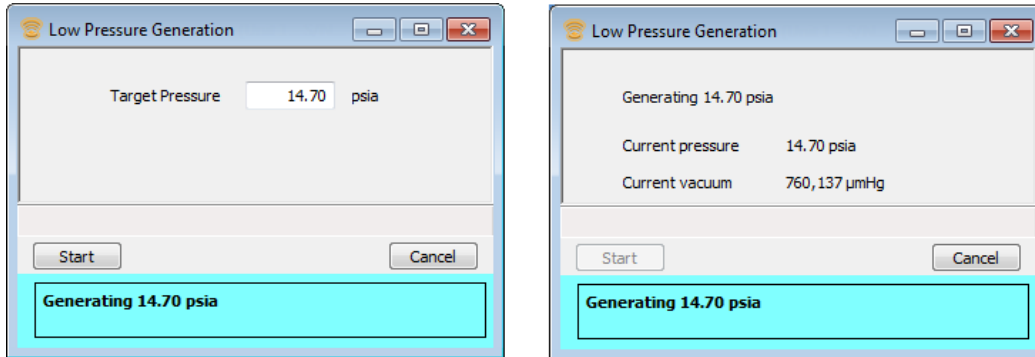 Low Pressure Generation
Target Pressure 14.70 psia
Start Cancel
Generating 14.70 psia
Low Pressure Generation
Generating 14.70 psia
Current pressure 14.70 psia
Current vacuum 760,137 µmHg
Start Cancel
Generating 14.70 psia